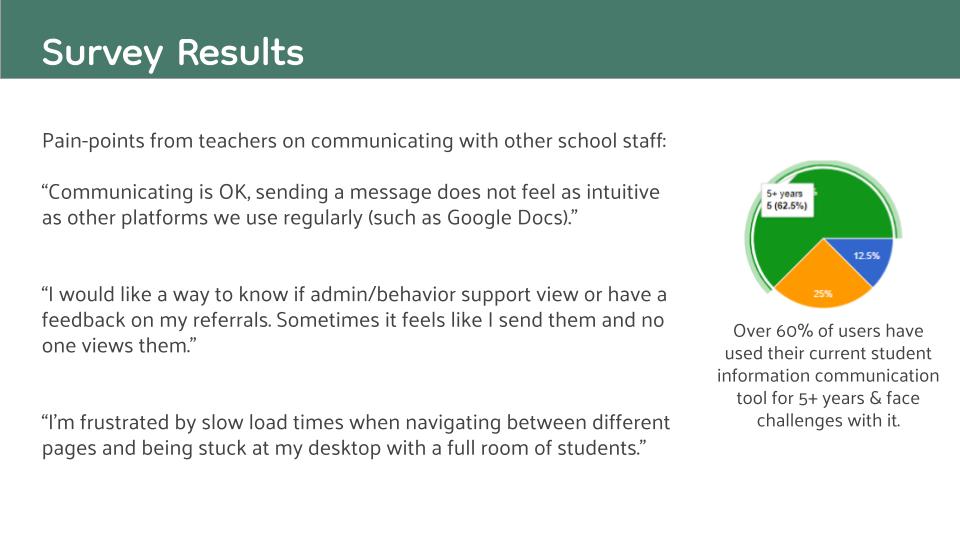 Survey Results
Pain-points from teachers on communicating with other school staff:
“Communicating is OK, sending a message does not feel as intuitive
as other platforms we use regularly (such as Google Docs).”
“I would like a way to know if admin/behavior support view or have a
feedback on my referrals. Sometimes it feels like I send them and no
one views them.”
“I’m frustrated by slow load times when navigating between different
pages and being stuck at my desktop with a full room of students.”
5+ years
5 (62.5%)
12.5%
25%
Over 60% of users have
used their current student
information communication
tool for 5+ years & face
challenges with it.